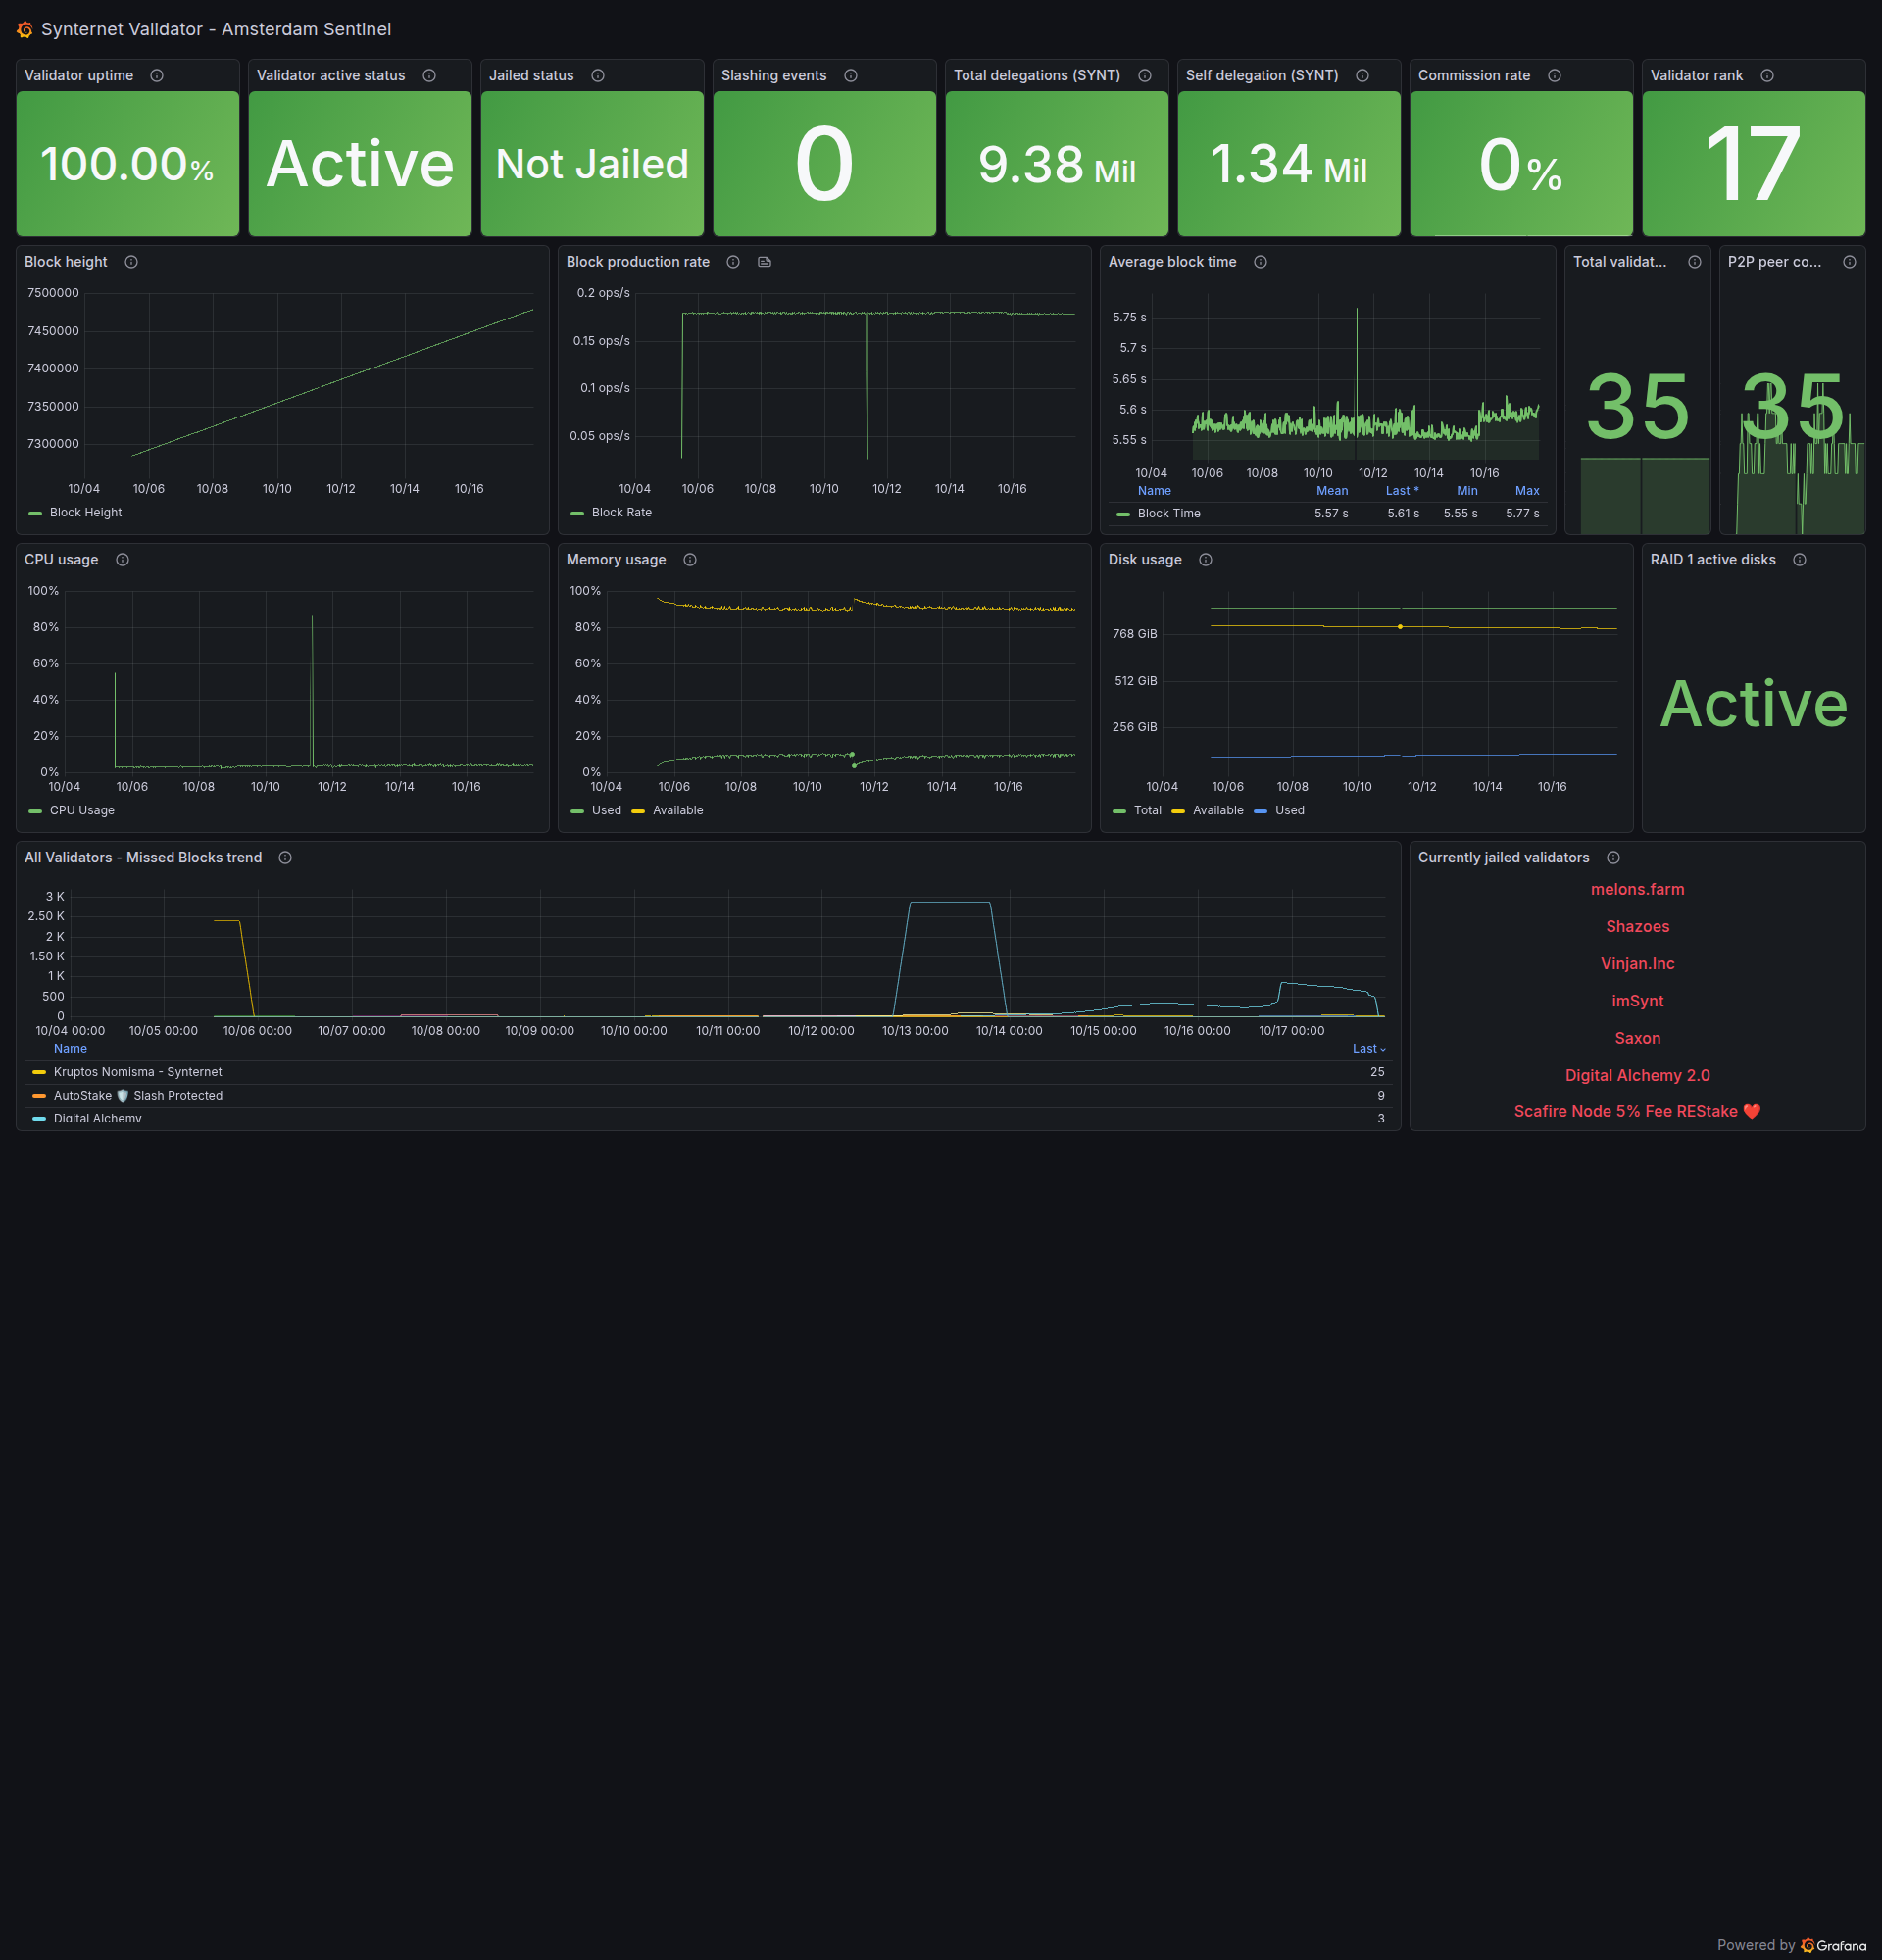 Synternet Validator - Amsterdam Sentinel
Validator uptime
100.00%
Validator active status
Active
Jailed status
Not Jailed
Slashing events
0
Total delegations (SYNT)
9.38 Mil
Self delegation (SYNT)
1.34 Mil
Commission rate
0%
Validator rank
17
Block height
7500000
7450000
7400000
7350000
7300000
10/04 10/06 10/08 10/10 10/12 10/14 10/16
Block Height
Block production rate
0.2 ops/s
0.15 ops/s
0.1 ops/s
0.05 ops/s
10/04 10/06 10/08 10/10 10/12 10/14 10/16
Block Rate
Average block time
5.75 s
5.7 s
5.65 s
5.6 s
5.55 s
10/04 10/06 10/08 10/10 10/12 10/14 10/16
Name Mean Last * Min Max
Block Time 5.57 s 5.61 s 5.55 s 5.77 s
Total validat...
35
P2P peer co...
35
CPU usage
100%
80%
60%
40%
20%
0%
10/04 10/06 10/08 10/10 10/12 10/14 10/16
CPU Usage
Memory usage
100%
80%
60%
40%
20%
0%
10/04 10/06 10/08 10/10 10/12 10/14 10/16
Used Available
Disk usage
768 GiB
512 GiB
256 GiB
10/04 10/06 10/08 10/10 10/12 10/14 10/16
Total Available Used
RAID 1 active disks
Active
All Validators - Missed Blocks trend
3 K
2.50 K
2 K
1.50 K
1 K
500
0
10/04 00:00 10/05 00:00 10/06 00:00 10/07 00:00 10/08 00:00 10/09 00:00 10/10 00:00 10/11 00:00 10/12 00:00 10/13 00:00 10/14 00:00 10/15 00:00 10/16 00:00 10/17 00:00
Name Last
Kruptos Nomisma - Synternet 25
AutoStake 🛡️ Slash Protected 9
Digital Alchemy 3
Currently jailed validators
melons.farm
Shazoes
Vinjan.Inc
imSynt
Saxon
Digital Alchemy 2.0
Scafire Node 5% Fee REStake ❤️
Powered by Grafana